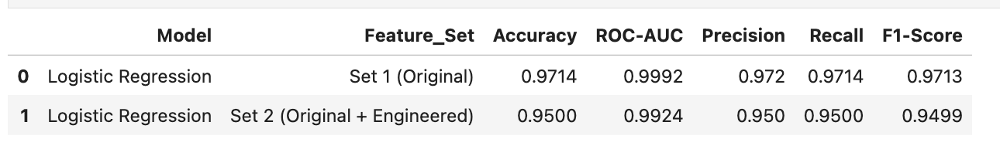 Model Feature_Set Accuracy ROC-AUC Precision Recall F1-Score
0 Logistic Regression Set 1 (Original) 0.9714 0.9992 0.972 0.9714 0.9713
1 Logistic Regression Set 2 (Original + Engineered) 0.9500 0.9924 0.950 0.9500 0.9499